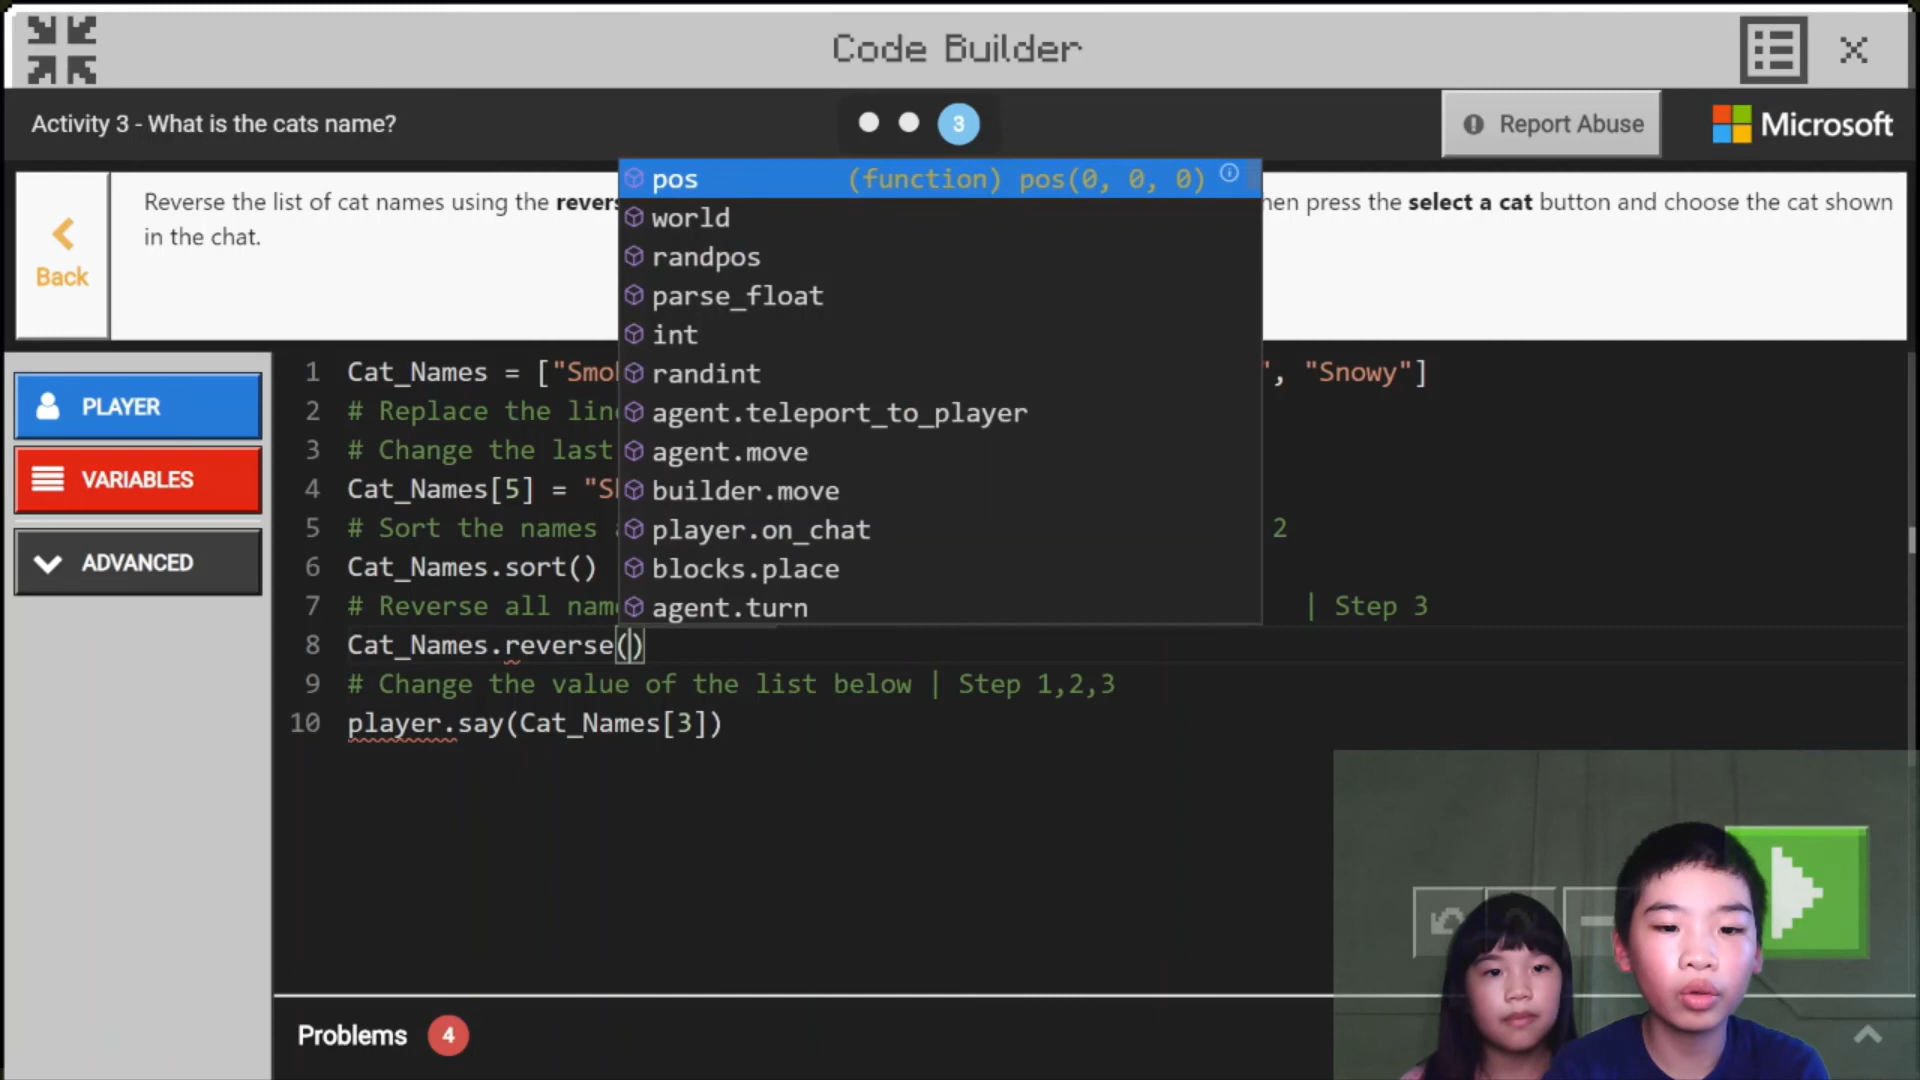 Code Builder
Activity 3 - What is the cats name?
3
Report Abuse
Microsoft
Back
Reverse the list of cat names using the hen press the select a cat button and choose the cat shown
in the chat.
pos (function) pos(0, 0, 0)
world
randpos
parse_float
int
randint
agent.teleport_to_player
agent.move
builder.move
player.on_chat
blocks.place
agent.turn
PLAYER
VARIABLES
ADVANCED
1 Cat_Names = [" ", "Snowy"]
2 # Replace the
3 # Change the last
4 Cat_Names[5] = "
5 # Sort the names 2
6 Cat_Names.sort()
7 # Reverse all | Step 3
8 Cat_Names.reverse()
9 # Change the value of the list below | Step 1,2,3
10 player.say(Cat_Names[3])
Problems 4